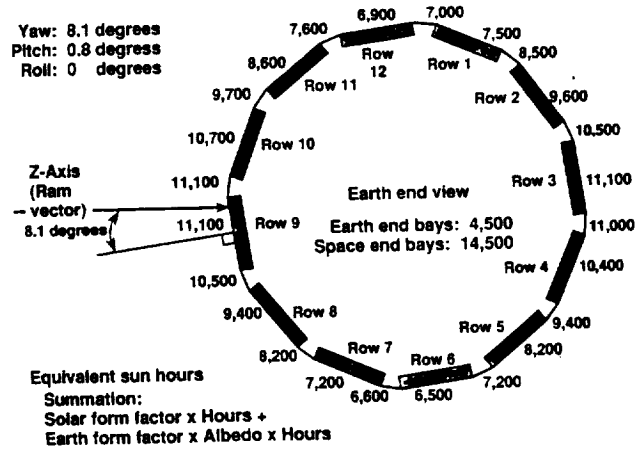 Yaw: 8.1 degrees
Pitch: 0.8 degress
Roll: 0 degrees
6,900
7,000
7,600
7,500
Row 12
Row 1
8,500
8,600
Row 11
Row 2
9,600
9,700
10,500
10,700
Row 10
Z-Axis
(Ram
vector)
11,100
Row 3
11,100
Earth end view
8.1 degrees
11,100
Row 9
Earth end bays: 4,500
Space end bays: 14,500
11,000
Row 4
10,400
10,500
9,400
Row 8
Row 5
9,400
8,200
Row 7
Row 6
8,200
7,200
6,600
6,500
7,200
Equivalent sun hours
Summation:
Solar form factor x Hours +
Earth form factor x Albedo x Hours